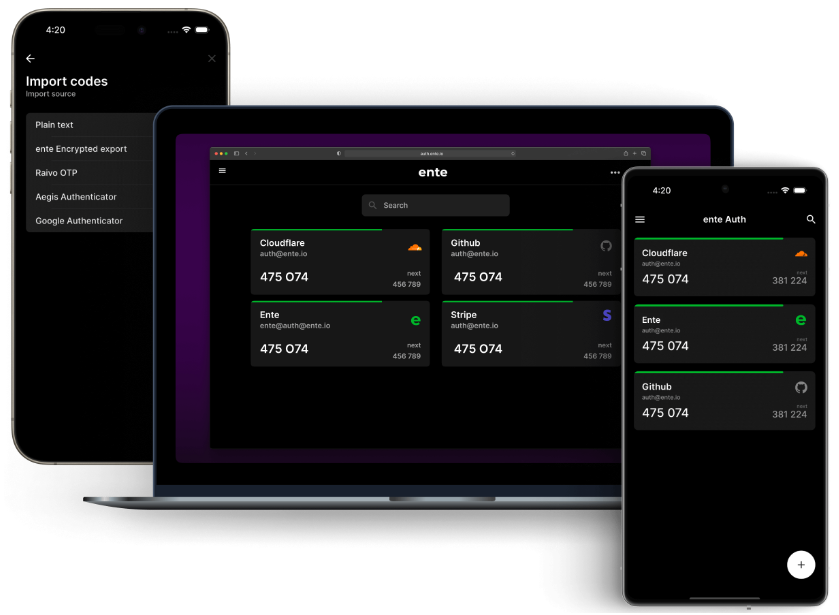 4:20
Import codes
Import source
Plain text
ente Encrypted export
Raivo OTP
Aegis Authenticator
Google Authenticator
auth.ente.io
ente
Search
Cloudflare
auth@ente.io
475 074
next
456 789
Github
auth@ente.io
475 074
next
456 789
Ente
ente@auth@ente.io
e
475 074
next
456 789
Stripe
auth@ente.io
S
475 074
next
456 789
4:20
ente Auth
Cloudflare
auth@ente.io
475 074
next
381 224
Ente
auth@ente.io
e
475 074
next
381 224
Github
auth@ente.io
475 074
next
381 224